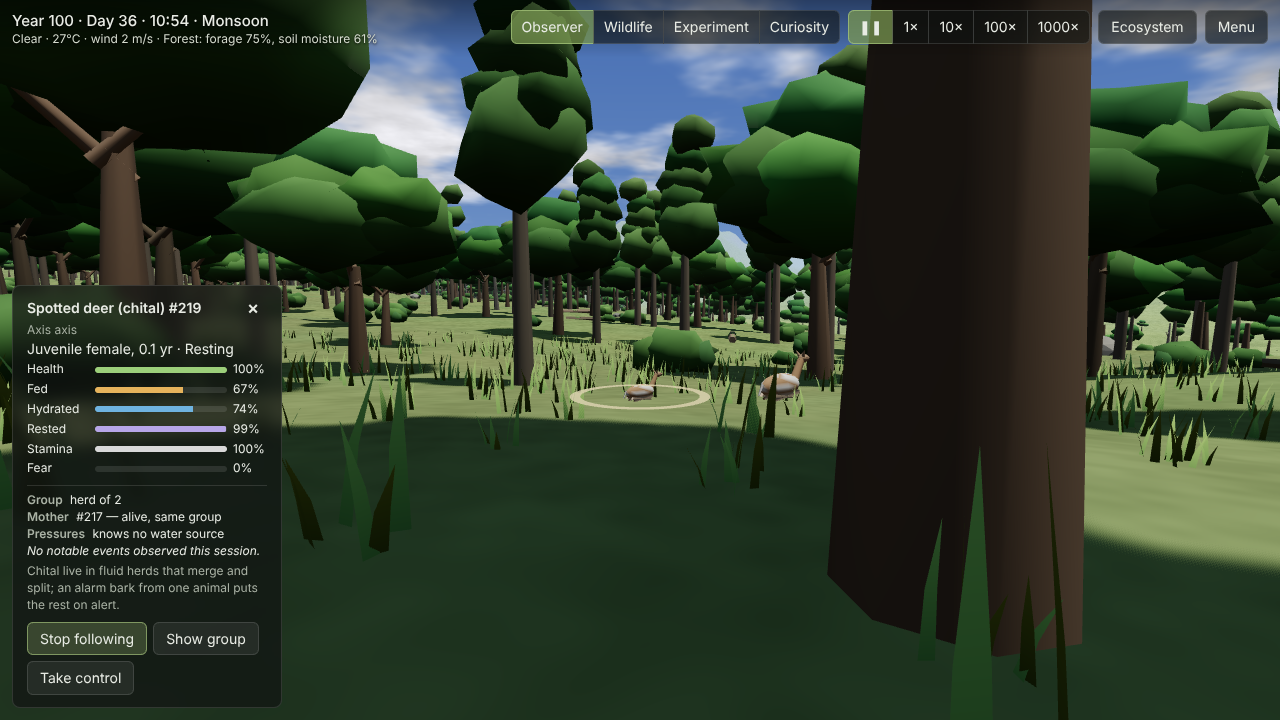 Year 100 · Day 36 · 10:54 · Monsoon
Clear · 27°C · wind 2 m/s · Forest: forage 75%, soil moisture 61%
Observer Wildlife Experiment Curiosity
❚❚ 1× 10× 100× 1000×
Ecosystem Menu
Spotted deer (chital) #219 ×
Axis axis
Juvenile female, 0.1 yr · Resting
Health 100%
Fed 67%
Hydrated 74%
Rested 99%
Stamina 100%
Fear 0%
Group herd of 2
Mother #217 — alive, same group
Pressures knows no water source
No notable events observed this session.
Chital live in fluid herds that merge and
split; an alarm bark from one animal puts
the rest on alert.
Stop following Show group
Take control